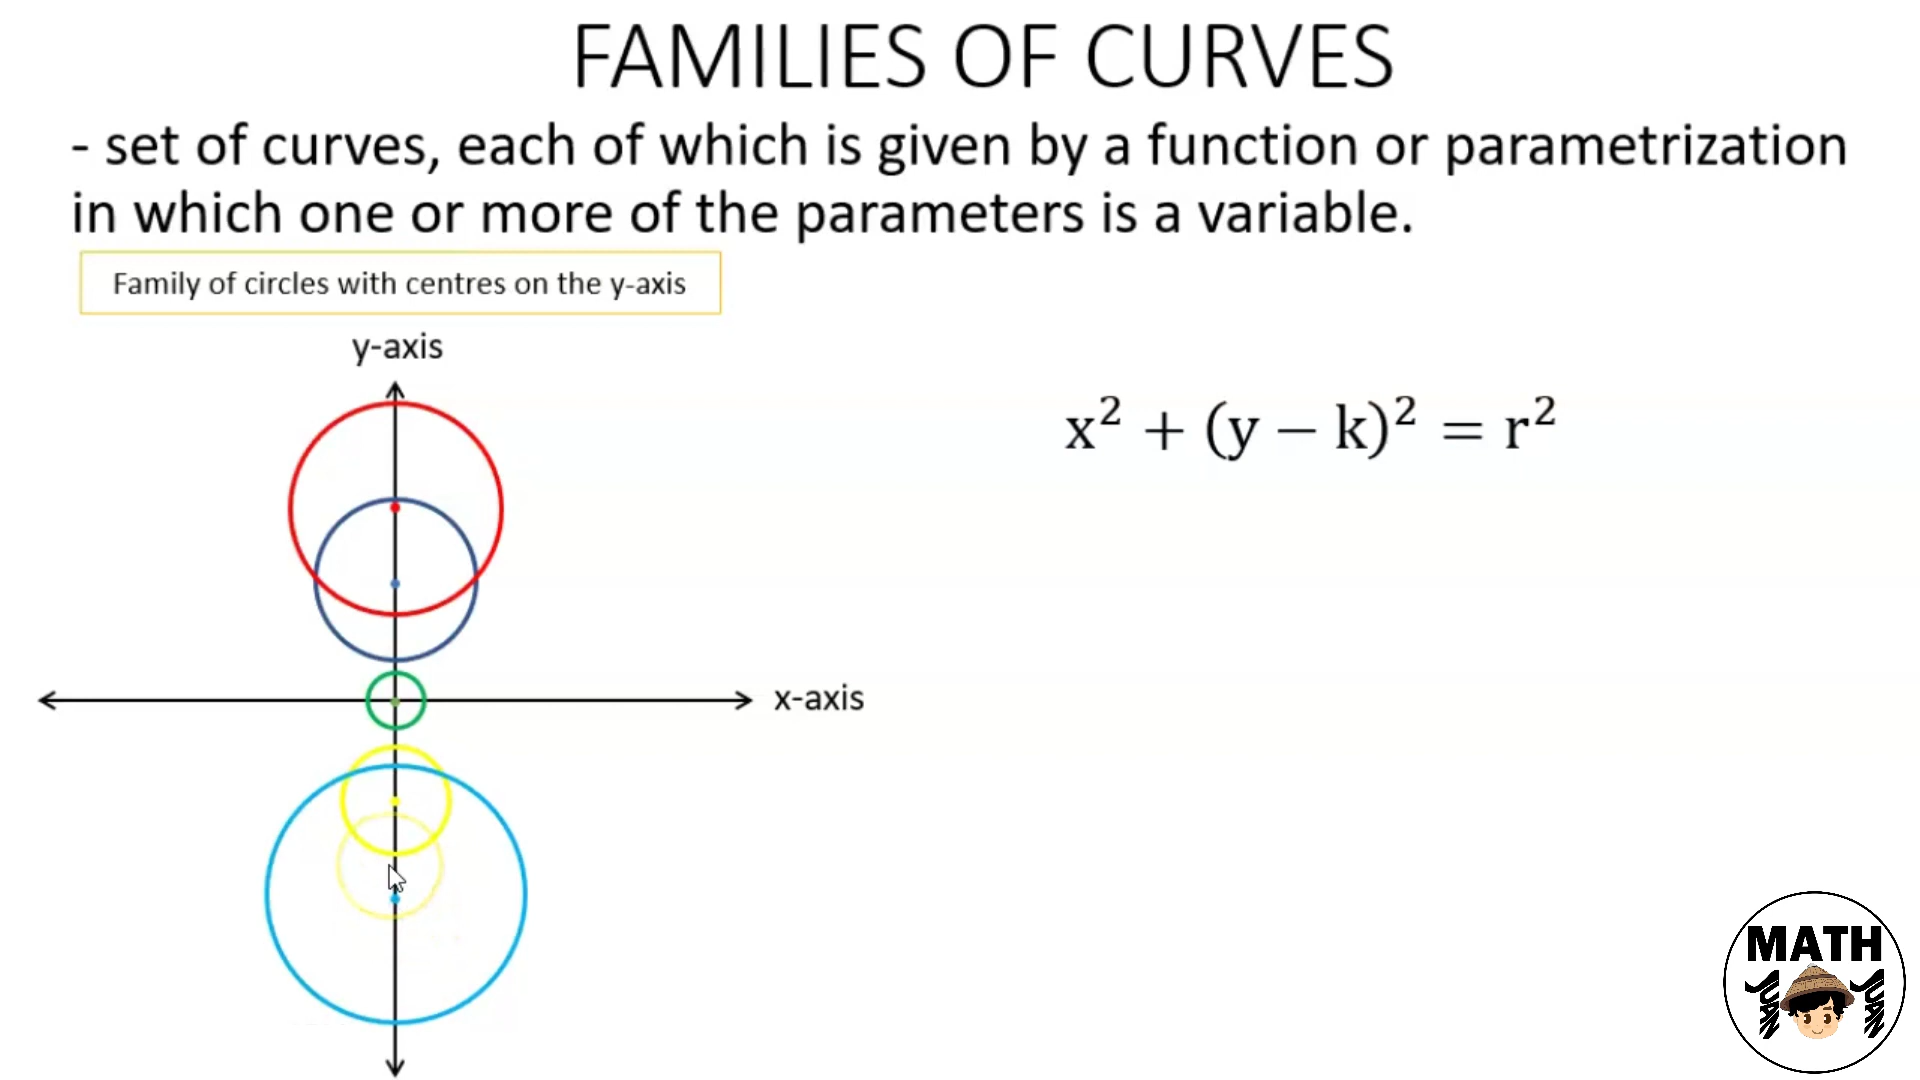 FAMILIES OF CURVES
- set of curves, each of which is given by a function or parametrization
in which one or more of the parameters is a variable.
Family of circles with centres on the y-axis
y-axis
x² + (y − k)² = r²
x-axis
MATH
JUAN JUAN